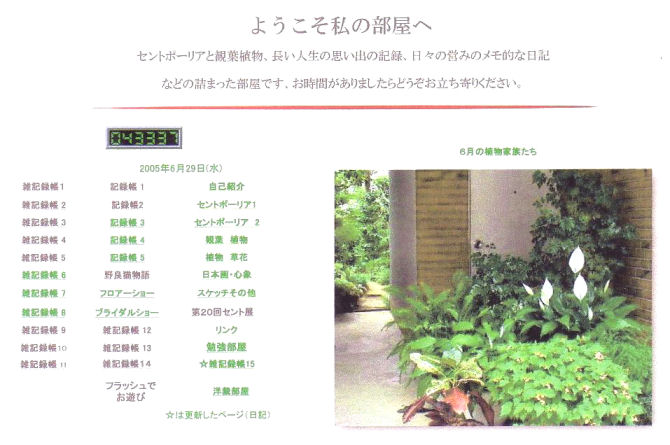 ようこそ私の部屋へ
セントポーリアと観葉植物、長い人生の思い出の記録、日々の営みのメモ的な日記
などの詰まった部屋です、お時間がありましたらどうぞお立ち寄りください。
043337
6月の植物家族たち
2005年6月29日(水)
雑記録帳1 記録帳 1 自己紹介
雑記録帳 2 記録帳2 セントポーリア1
雑記録帳 3 記録帳 3 セントポーリア 2
雑記録帳 4 記録帳 4 観葉 植物
雑記録帳 5 記録帳 5 植物 草花
雑記録帳 6 野良猫物語 日本画・心象
雑記録帳 7 フロアーショー スケッチその他
雑記録帳 8 ブライダルショー 第20回セント展
雑記録帳 9 雑記録帳 12 リンク
雑記録帳10 雑記録帳 13 勉強部屋
雑記録帳 11 雑記録帳14 ☆雑記録帳15
フラッシュで
お遊び 洋裁部屋
☆は更新したページ(日記)